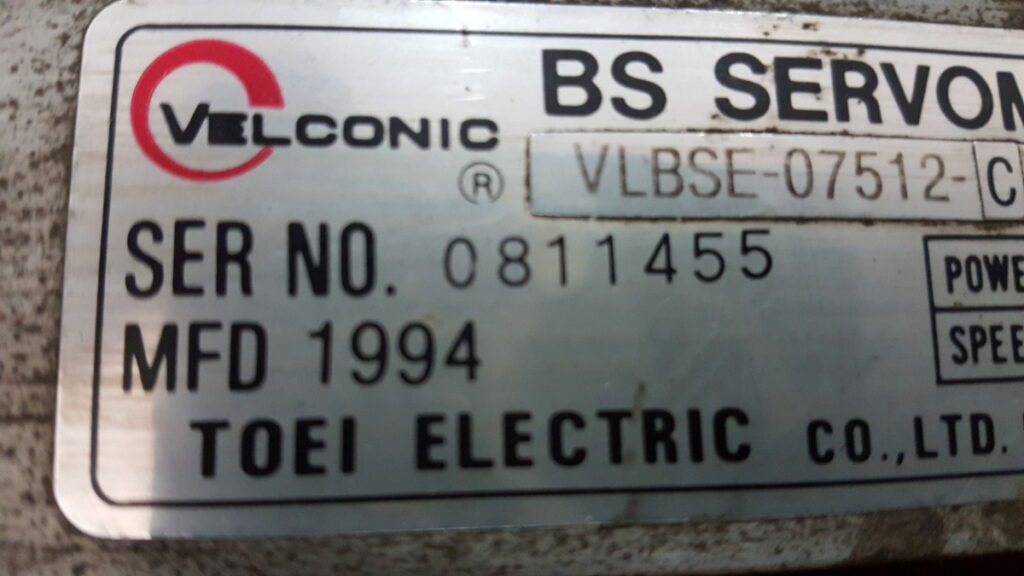 VELCONIC ®
BS SERVOM
VLBSE-07512- C
SER NO. 0811455
MFD 1994
POWE
SPEE
TOEI ELECTRIC CO.,LTD.